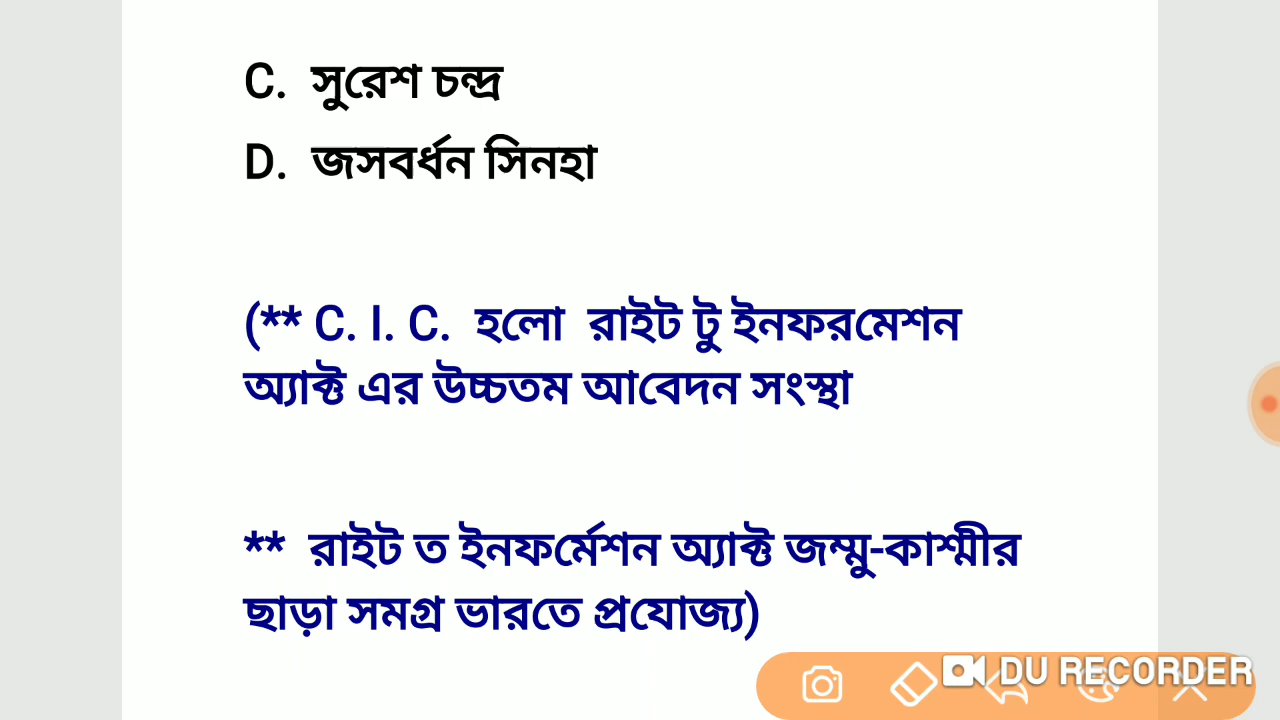 C. সুরেশ চন্দ্র
D. জসবর্ধন সিনহা
(** C. I. C. হলো রাইট টু ইনফরমেশন
অ্যাক্ট এর উচ্চতম আবেদন সংস্থা
** রাইট ত ইনফর্মেশন অ্যাক্ট জম্মু-কাশ্মীর
ছাড়া সমগ্র ভারতে প্রযোজ্য)
DU RECORDER